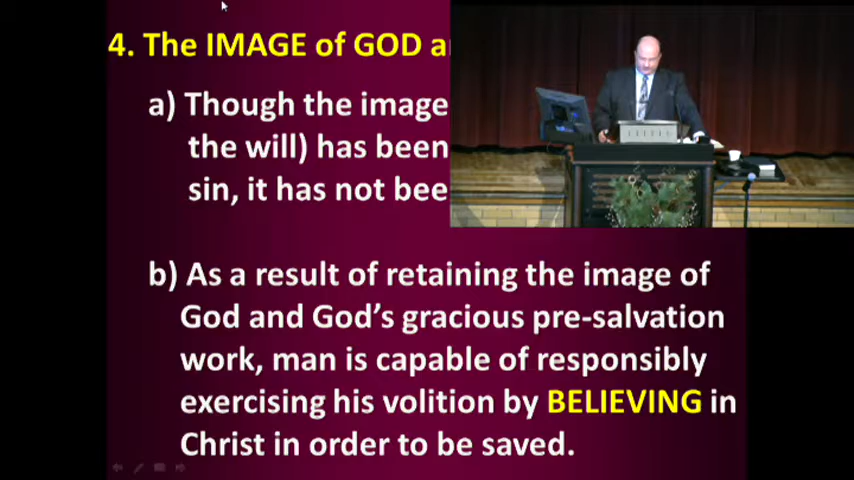 4. The IMAGE of GOD
a) Though the image
the will) has been
sin, it has not
b) As a result of retaining the image of
God and God's gracious pre-salvation
work, man is capable of responsibly
exercising his volition by BELIEVING in
Christ in order to be saved.